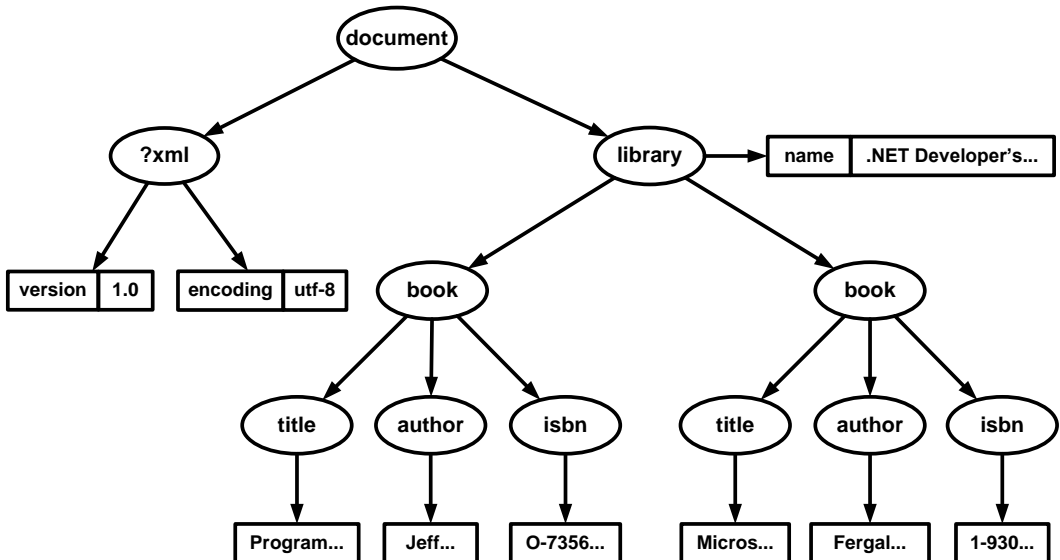 document
?xml
library
name .NET Developer's...
version 1.0
encoding utf-8
book
book
title
author
isbn
title
author
isbn
Program...
Jeff...
O-7356...
Micros...
Fergal...
1-930...